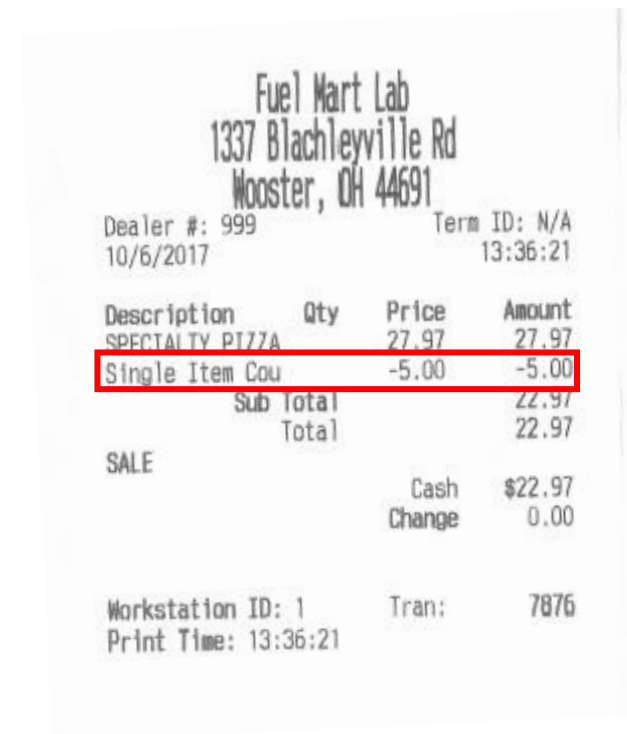 Fuel Mart Lab
1337 Blachleyville Rd
Wooster, OH 44691
Dealer #: 999 Term ID: N/A
10/6/2017 13:36:21
Description Qty Price Amount
SPECIALTY PIZZA 27.97 27.97
Single Item Cou -5.00 -5.00
Sub Total 22.97
Total 22.97
SALE
Cash $22.97
Change 0.00
Workstation ID: 1 Tran: 7876
Print Time: 13:36:21